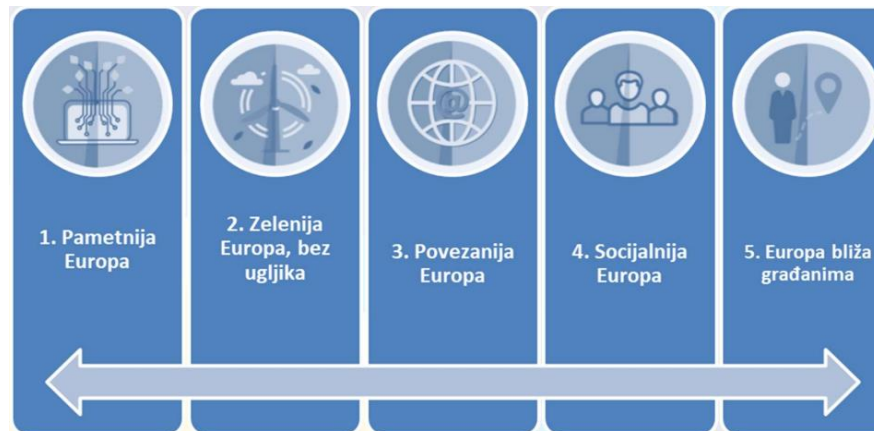 1. Pametnija
Europa
2. Zelenija
Europa, bez
ugljika
@
3. Povezanija
Europa
4. Socijalnija
Europa
5. Europa bliža
građanima